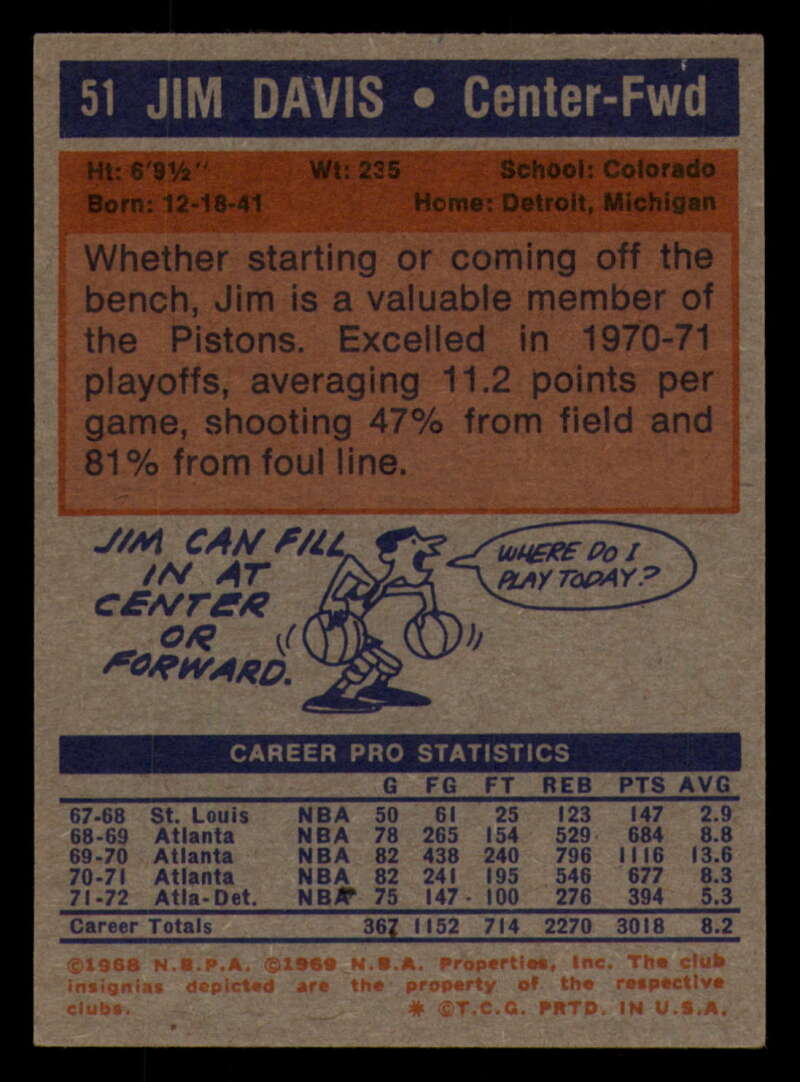 51 JIM DAVIS • Center-Fwd
Ht: 6'9½" Wt: 235 School: Colorado
Born: 12-18-41 Home: Detroit, Michigan
Whether starting or coming off the
bench, Jim is a valuable member of
the Pistons. Excelled in 1970-71
playoffs, averaging 11.2 points per
game, shooting 47% from field and
81% from foul line.
JIM CAN FILL
IN AT
CENTER
OR
FORWARD.
WHERE DO I
PLAY TODAY?
CAREER PRO STATISTICS
G FG FT REB PTS AVG
67-68 St. Louis NBA 50 61 25 123 147 2.9
68-69 Atlanta NBA 78 265 154 529 684 8.8
69-70 Atlanta NBA 82 438 240 796 1116 13.6
70-71 Atlanta NBA 82 241 195 546 677 8.3
71-72 Atla-Det. NBA 75 147 100 276 394 5.3
Career Totals 367 1152 714 2270 3018 8.2
©1968 N.B.P.A. ©1969 N.B.A. Properties, Inc. The club
insignias depicted are the property of the respective
clubs. * ©T.C.G. PRTD. IN U.S.A.